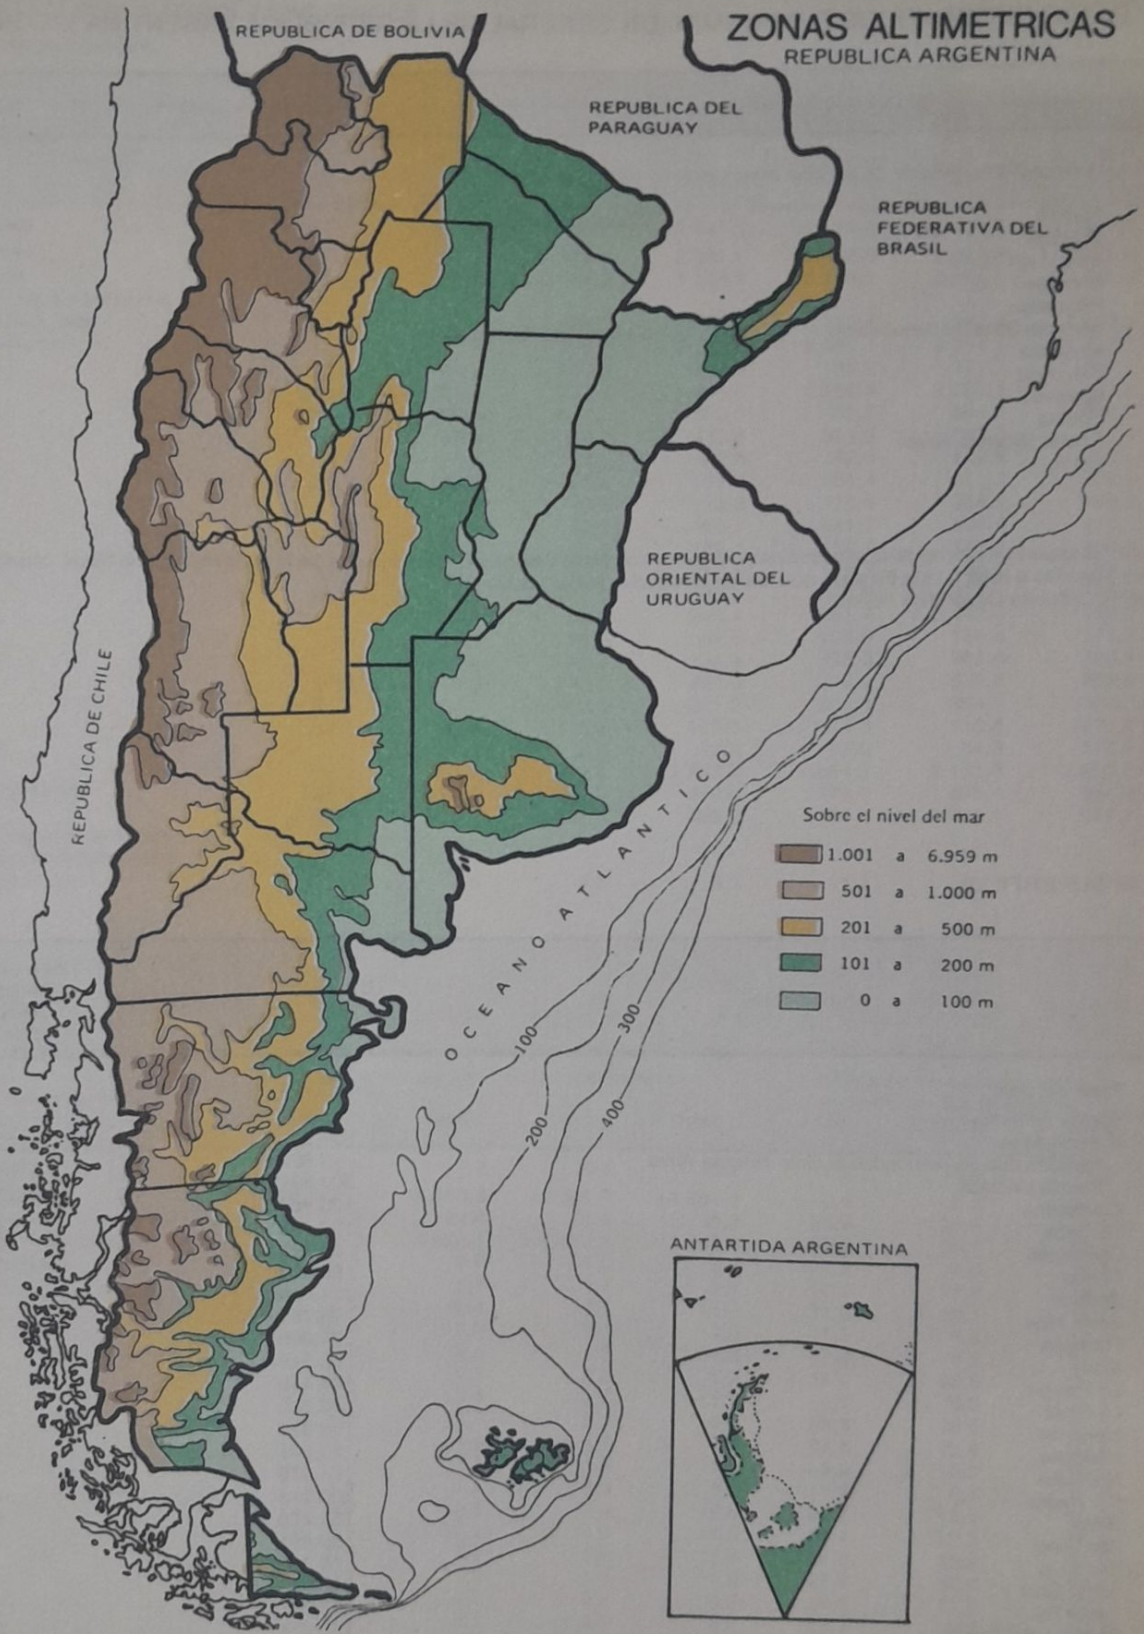 ZONAS ALTIMETRICAS
REPUBLICA ARGENTINA
REPUBLICA DE BOLIVIA
REPUBLICA DEL
PARAGUAY
REPUBLICA
FEDERATIVA DEL
BRASIL
REPUBLICA
ORIENTAL DEL
URUGUAY
REPUBLICA DE CHILE
OCEANO ATLANTICO
Sobre el nivel del mar
1.001 a 6.959 m
501 a 1.000 m
201 a 500 m
101 a 200 m
0 a 100 m
100
200
300
400
ANTARTIDA ARGENTINA